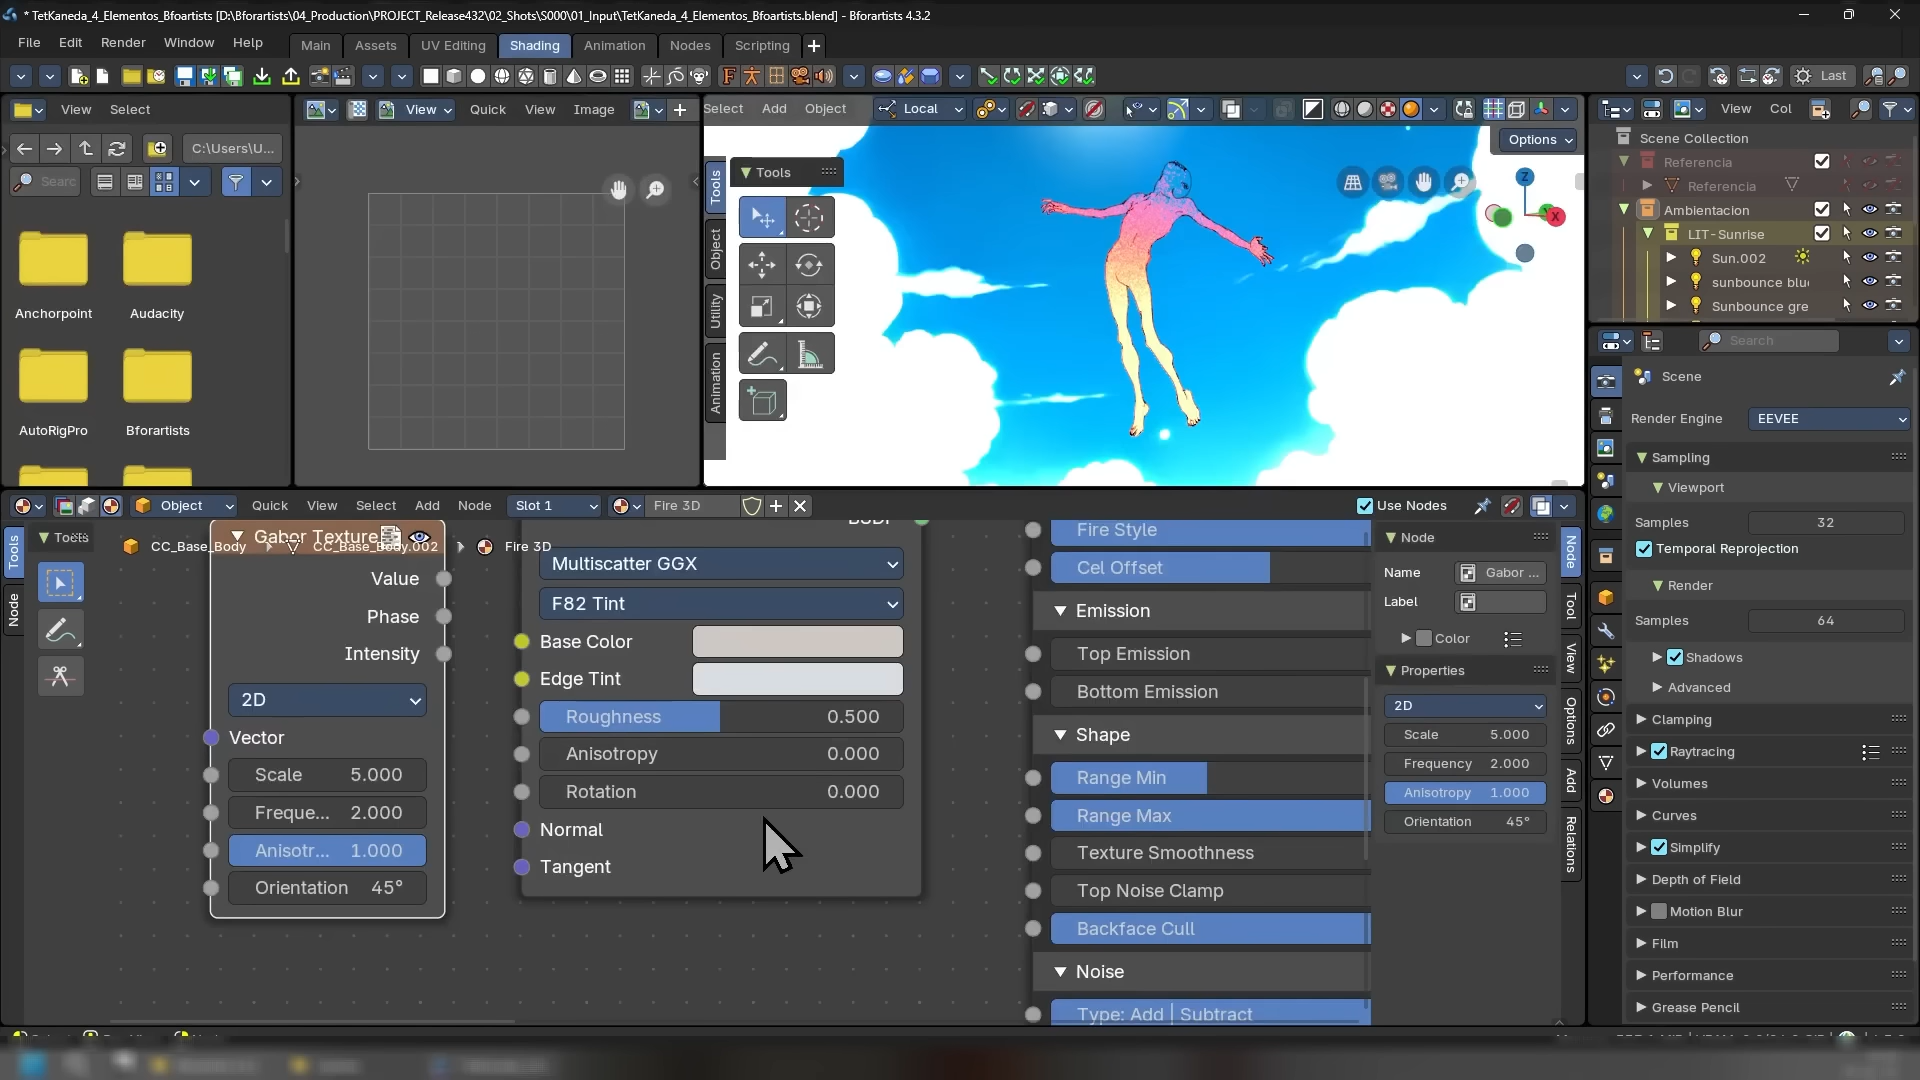 * TetKaneda_4_Elementos_Bfoartists [D:\Bforartists\04_Production\PROJECT_Release432\02_Shots\S000\01_Input\TetKaneda_4_Elementos_Bfoartists.blend] - Bforartists 4.3.2
File Edit Render Window Help Main Assets UV Editing Shading Animation Nodes Scripting
Last
View Select
View Quick View Image
Select Add Object Local
View Col
C:\Users\U...
Options
Scene Collection
Referencia
Referencia
Ambientacion
LIT-Sunrise
Sun.002
sunbounce blu
Sunbounce gre
Searc
Anchorpoint Audacity
AutoRigPro Bforartists
Tools
Tools
Object
Utility
Animation
Z
X
Search
Scene
Render Engine EEVEE
Sampling
Viewport
Samples 32
Temporal Reprojection
Render
Samples 64
Shadows
Advanced
Clamping
Raytracing
Volumes
Curves
Simplify
Depth of Field
Motion Blur
Film
Performance
Grease Pencil
Object Quick View Select Add Node Slot 1 Fire 3D Use Nodes
Tools
Tools
Node
Gabor Texture
CC_Base_Body CC_Base_Body.002 Fire 3D
Value
Phase
Intensity
2D
Vector
Scale 5.000
Freque... 2.000
Anisotr... 1.000
Orientation 45°
Multiscatter GGX
F82 Tint
Base Color
Edge Tint
Roughness 0.500
Anisotropy 0.000
Rotation 0.000
Normal
Tangent
Fire Style
Cel Offset
Emission
Top Emission
Bottom Emission
Shape
Range Min
Range Max
Texture Smoothness
Top Noise Clamp
Backface Cull
Noise
Type: Add | Subtract
Node
Name Gabor ...
Label
Color
Properties
2D
Scale 5.000
Frequency 2.000
Anisotropy 1.000
Orientation 45°
Node
Tool
View
Options
Add
Relations